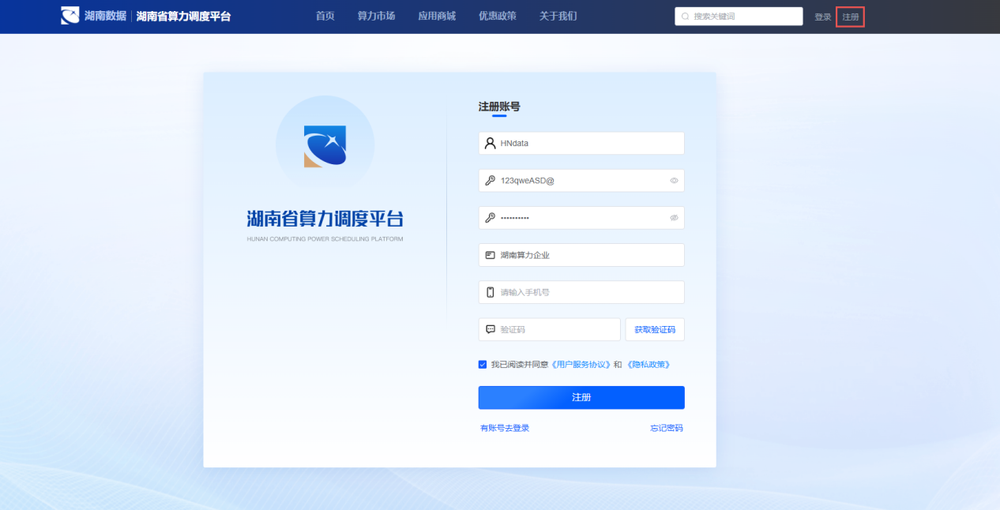 湖南数据 湖南省算力调度平台 首页 算力市场 应用商城 优惠政策 关于我们 搜索关键词 登录 注册
湖南省算力调度平台
HUNAN COMPUTING POWER SCHEDULING PLATFORM
注册账号
HNdata
123qweASD@
••••••••••
湖南算力企业
请输入手机号
验证码 获取验证码
我已阅读并同意《用户服务协议》和《隐私政策》
注册
有账号去登录 忘记密码